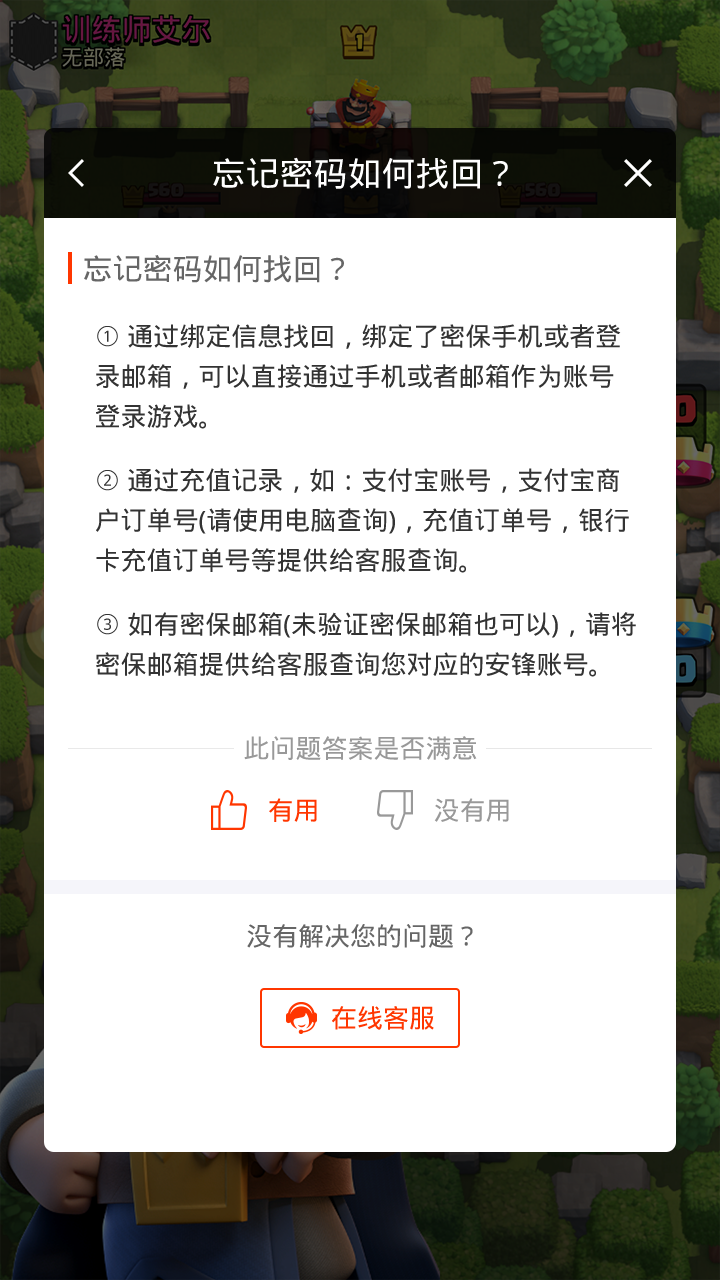 训练师艾尔
无部落
1
忘记密码如何找回？
560
560
忘记密码如何找回？
① 通过绑定信息找回，绑定了密保手机或者登
录邮箱，可以直接通过手机或者邮箱作为账号
登录游戏。
② 通过充值记录，如：支付宝账号，支付宝商
户订单号(请使用电脑查询)，充值订单号，银行
卡充值订单号等提供给客服查询。
③ 如有密保邮箱(未验证密保邮箱也可以)，请将
密保邮箱提供给客服查询您对应的安锋账号。
0
0
此问题答案是否满意
有用
没有用
没有解决您的问题？
在线客服